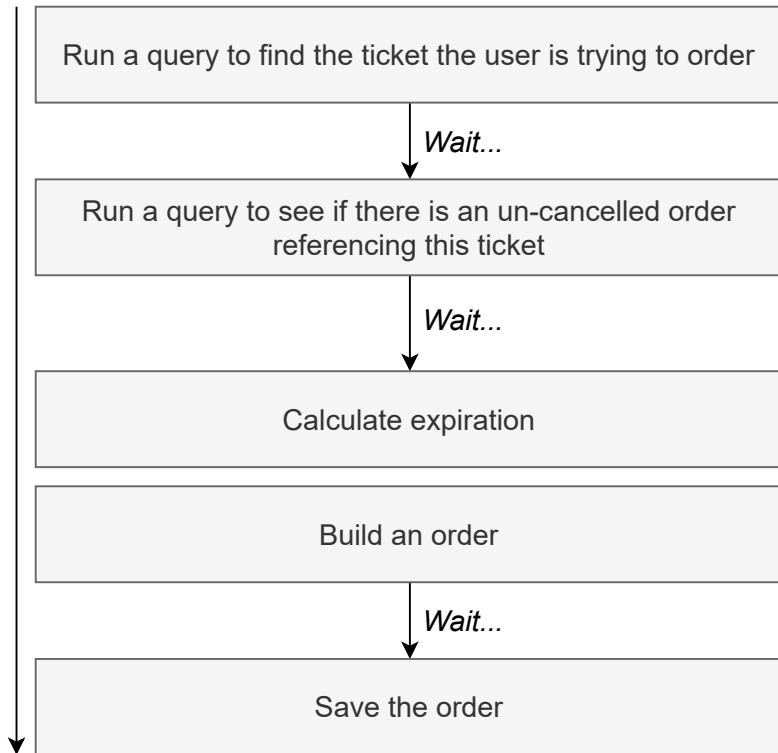 Run a query to find the ticket the user is trying to order
Wait...
Run a query to see if there is an un-cancelled order
referencing this ticket
Wait...
Calculate expiration
Build an order
Wait...
Save the order